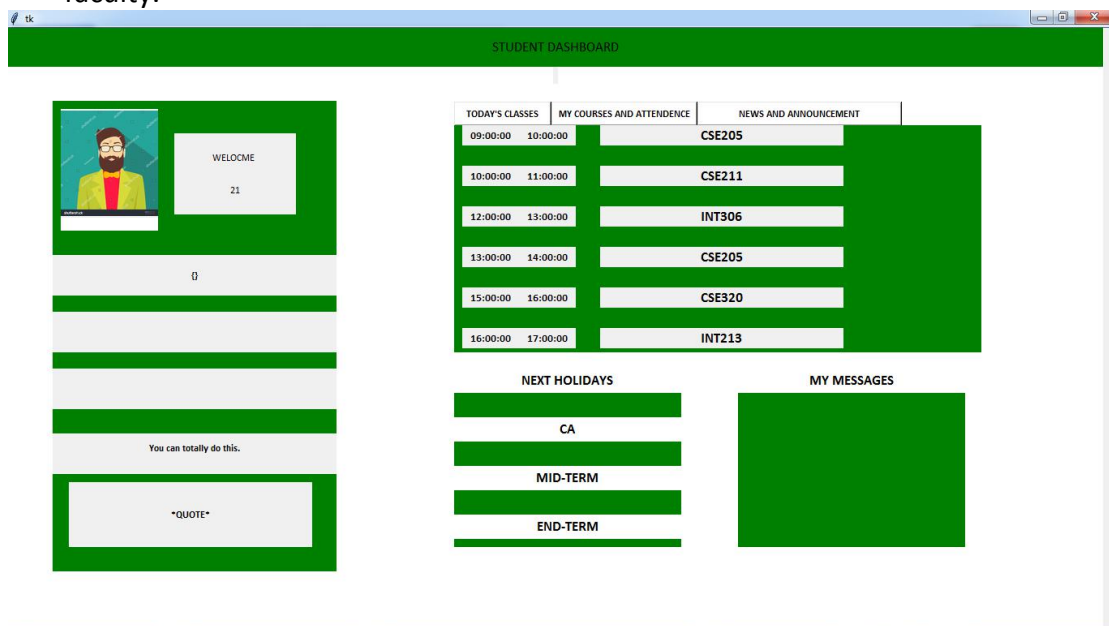 faculty.
tk
STUDENT DASHBOARD
WELOCME
21
{}
You can totally do this.
*QUOTE*
TODAY'S CLASSES MY COURSES AND ATTENDENCE NEWS AND ANNOUNCEMENT
09:00:00 10:00:00 CSE205
10:00:00 11:00:00 CSE211
12:00:00 13:00:00 INT306
13:00:00 14:00:00 CSE205
15:00:00 16:00:00 CSE320
16:00:00 17:00:00 INT213
NEXT HOLIDAYS MY MESSAGES
CA
MID-TERM
END-TERM